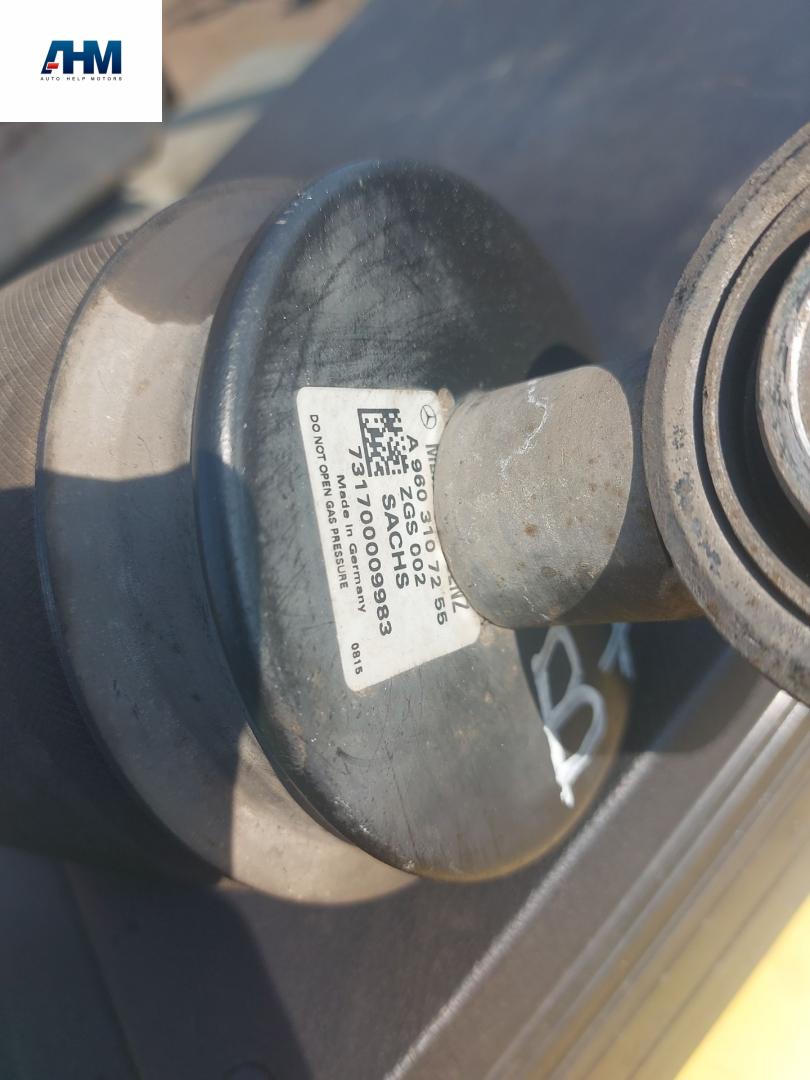 AHM
AUTO HELP MOTORS
A 960 310 72 55
ZGS 002
SACHS
731700009983
Made in Germany
DO NOT OPEN GAS PRESSURE
0815